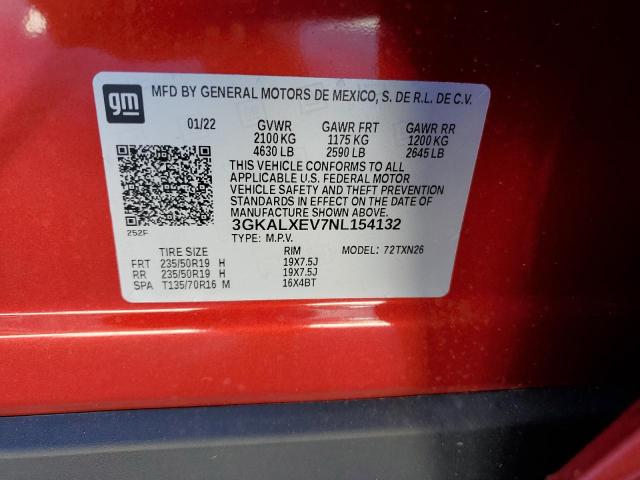 gm
MFD BY GENERAL MOTORS DE MEXICO, S. DE R.L. DE C.V.
01/22 GVWR GAWR FRT GAWR RR
2100 KG 1175 KG 1200 KG
4630 LB 2590 LB 2645 LB
THIS VEHICLE CONFORMS TO ALL
APPLICABLE U.S. FEDERAL MOTOR
VEHICLE SAFETY AND THEFT PREVENTION
STANDARDS IN EFFECT ON THE DATE OF
MANUFACTURE SHOWN ABOVE.
3GKALXEV7NL154132
252F
TYPE: M.P.V. MODEL: 72TXN26
TIRE SIZE RIM
FRT 235/50R19 H 19X7.5J
RR 235/50R19 H 19X7.5J
SPA T135/70R16 M 16X4BT